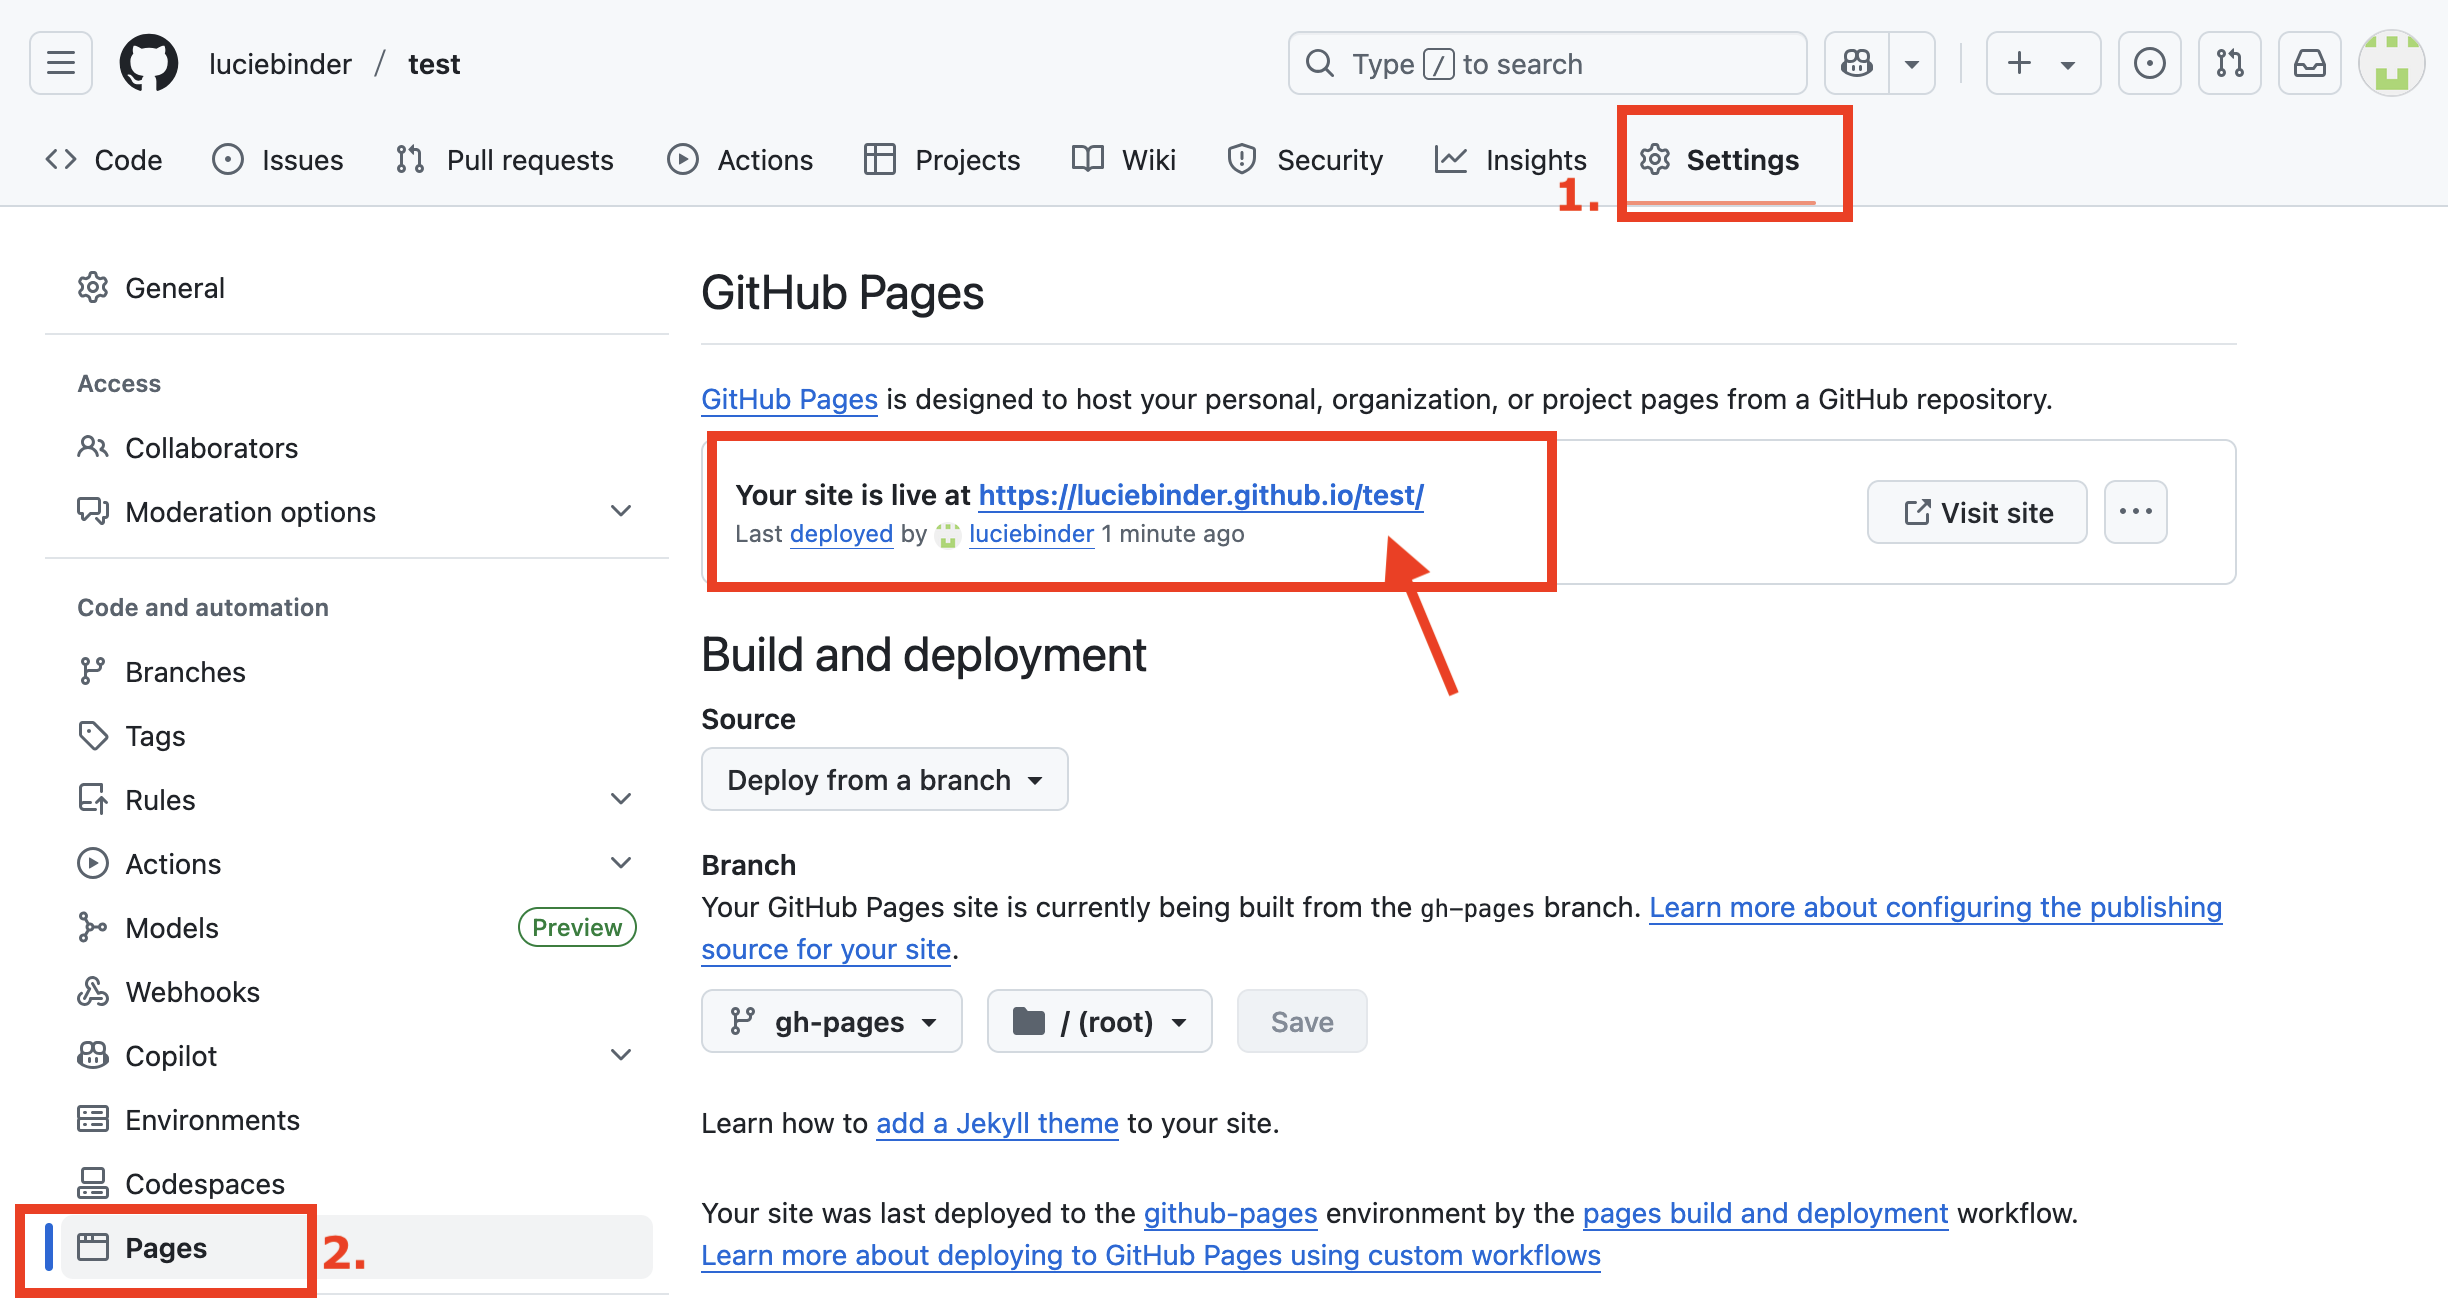 luciebinder / test
Type / to search
Code
Issues
Pull requests
Actions
Projects
Wiki
Security
Insights
Settings
1.
General
Access
Collaborators
Moderation options
Code and automation
Branches
Tags
Rules
Actions
Models Preview
Webhooks
Copilot
Environments
Codespaces
Pages
2.
GitHub Pages
GitHub Pages is designed to host your personal, organization, or project pages from a GitHub repository.
Your site is live at https://luciebinder.github.io/test/
Last deployed by luciebinder 1 minute ago
Visit site
Build and deployment
Source
Deploy from a branch
Branch
Your GitHub Pages site is currently being built from the gh-pages branch. Learn more about configuring the publishing
source for your site.
gh-pages
/ (root)
Save
Learn how to add a Jekyll theme to your site.
Your site was last deployed to the github-pages environment by the pages build and deployment workflow.
Learn more about deploying to GitHub Pages using custom workflows